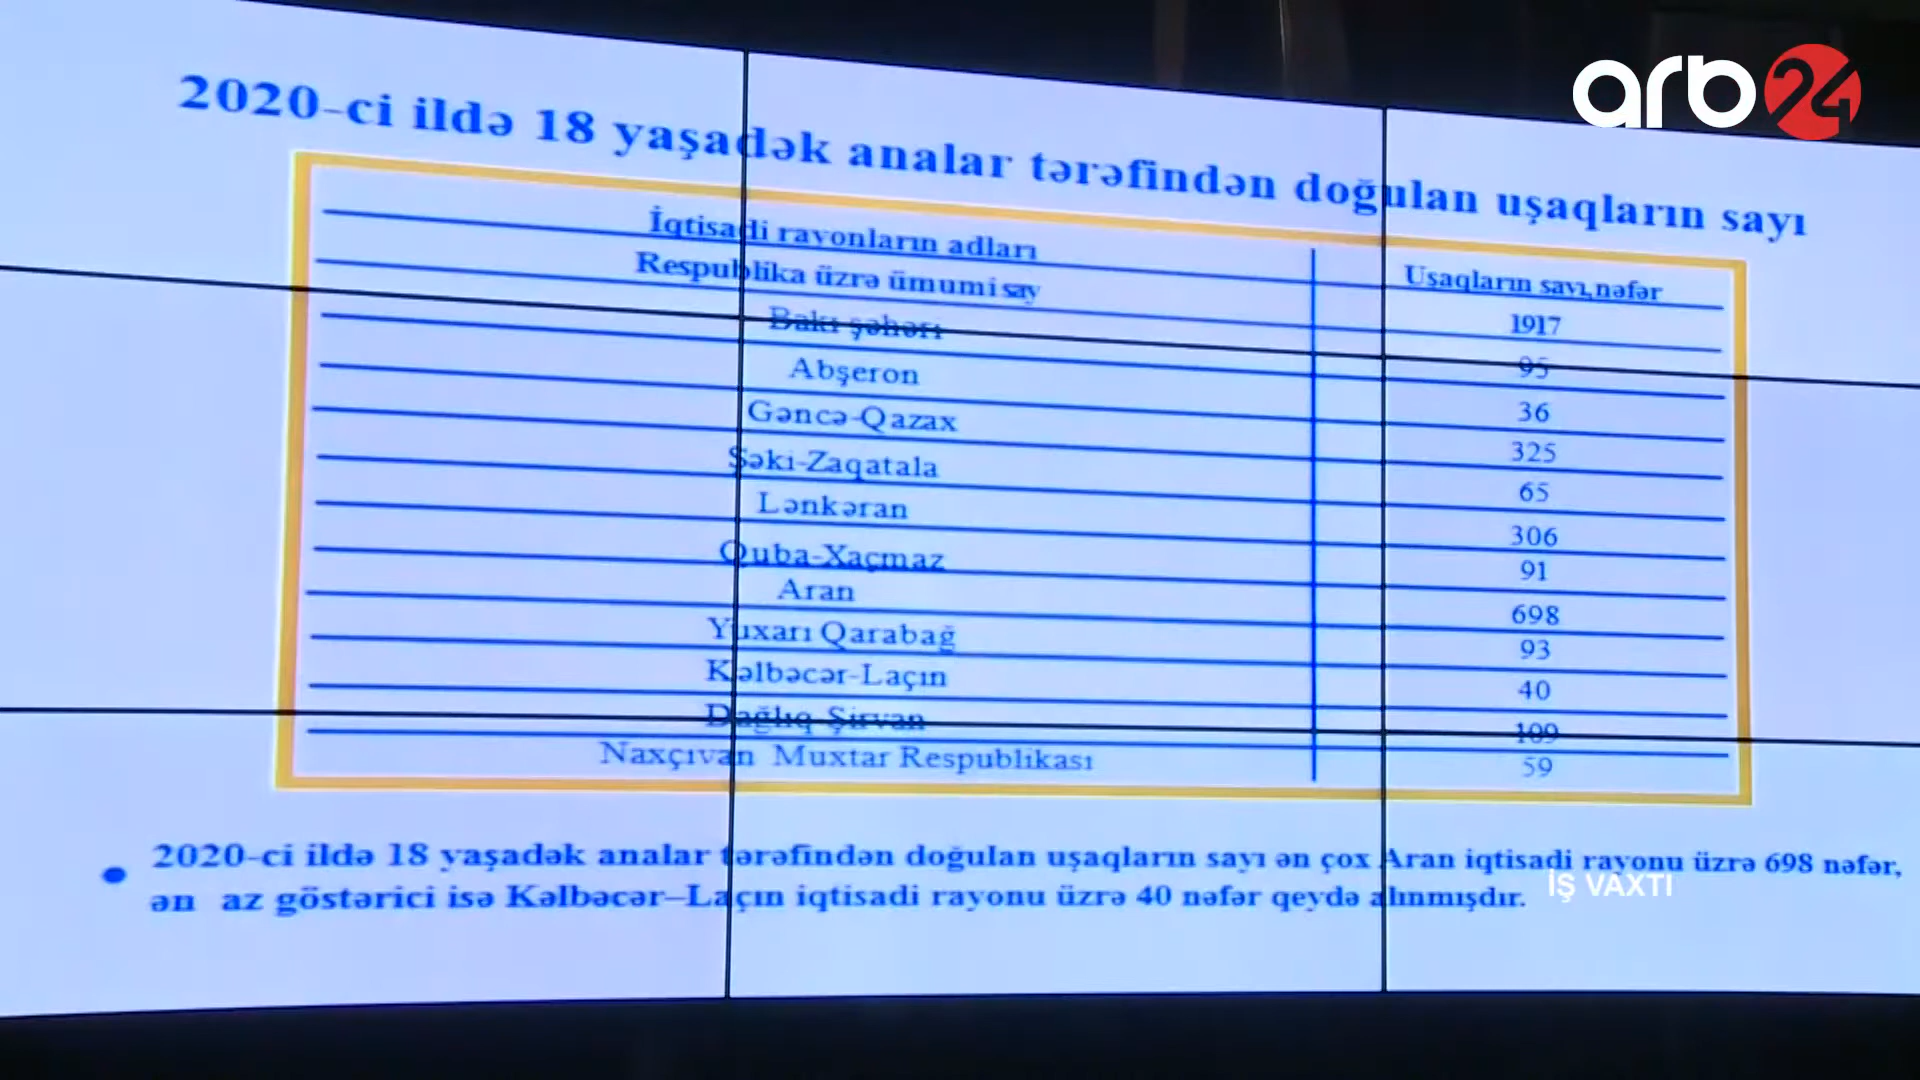 arb24
2020-ci ildə 18 yaşadək analar tərəfindən doğulan uşaqların sayı
İqtisadi rayonların adları Uşaqların sayı,nəfər
Respublika üzrə ümumi say 1917
Bakı şəhəri 95
Abşeron 36
Gəncə-Qazax 325
Şəki-Zaqatala 65
Lənkəran 306
Quba-Xaçmaz 91
Aran 698
Yuxarı Qarabağ 93
Kəlbəcər-Laçın 40
Dağlıq Şirvan 109
Naxçıvan Muxtar Respublikası 59
2020-ci ildə 18 yaşadək analar tərəfindən doğulan uşaqların sayı ən çox Aran iqtisadi rayonu üzrə 698 nəfər,
ən az göstərici isə Kəlbəcər–Laçın iqtisadi rayonu üzrə 40 nəfər qeydə alınmışdır.
İŞ VAXTI